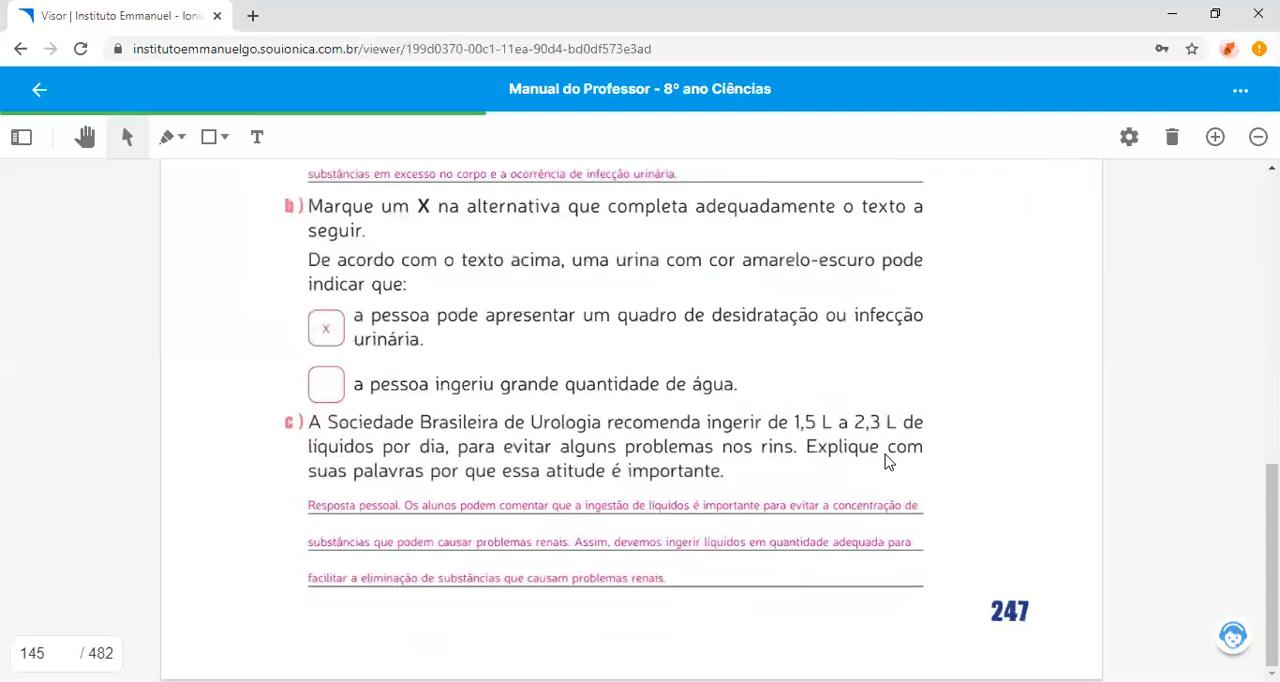 Visor | Instituto Emmanuel - Ioni
institutoemmanuelgo.souionica.com.br/viewer/199d0370-00c1-11ea-90d4-bd0df573e3ad
Manual do Professor - 8º ano Ciências
T
substâncias em excesso no corpo e a ocorrência de infecção urinária.
b) Marque um X na alternativa que completa adequadamente o texto a
seguir.
De acordo com o texto acima, uma urina com cor amarelo-escuro pode
indicar que:
x a pessoa pode apresentar um quadro de desidratação ou infecção
urinária.
a pessoa ingeriu grande quantidade de água.
c) A Sociedade Brasileira de Urologia recomenda ingerir de 1,5 L a 2,3 L de
líquidos por dia, para evitar alguns problemas nos rins. Explique com
suas palavras por que essa atitude é importante.
Resposta pessoal. Os alunos podem comentar que a ingestão de líquidos é importante para evitar a concentração de
substâncias que podem causar problemas renais. Assim, devemos ingerir líquidos em quantidade adequada para
facilitar a eliminação de substâncias que causam problemas renais.
247
145 / 482